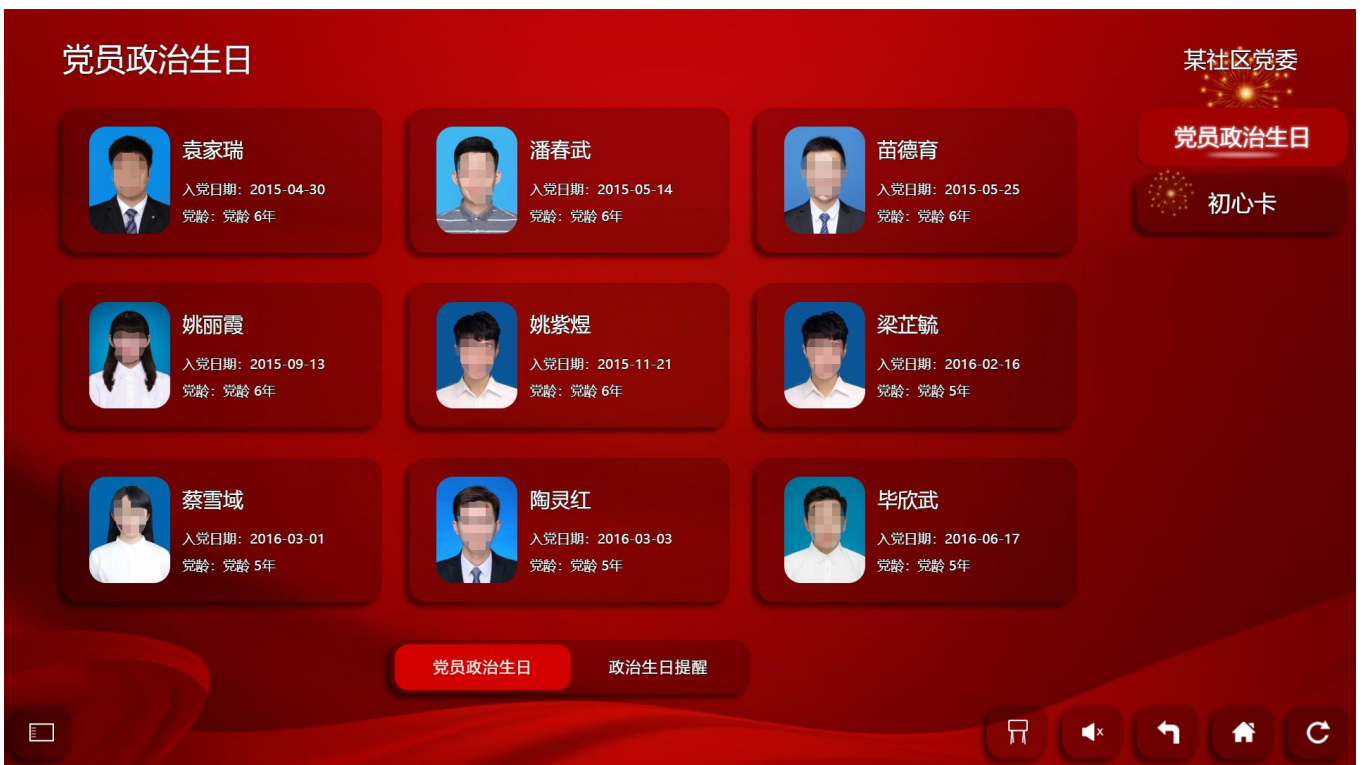 党员政治生日
某社区党委
党员政治生日
初心卡
袁家瑞
入党日期：2015-04-30
党龄：党龄 6年
潘春武
入党日期：2015-05-14
党龄：党龄 6年
苗德育
入党日期：2015-05-25
党龄：党龄 6年
姚丽霞
入党日期：2015-09-13
党龄：党龄 6年
姚紫煜
入党日期：2015-11-21
党龄：党龄 6年
梁芷毓
入党日期：2016-02-16
党龄：党龄 5年
蔡雪域
入党日期：2016-03-01
党龄：党龄 5年
陶灵红
入党日期：2016-03-03
党龄：党龄 5年
毕欣武
入党日期：2016-06-17
党龄：党龄 5年
党员政治生日
政治生日提醒